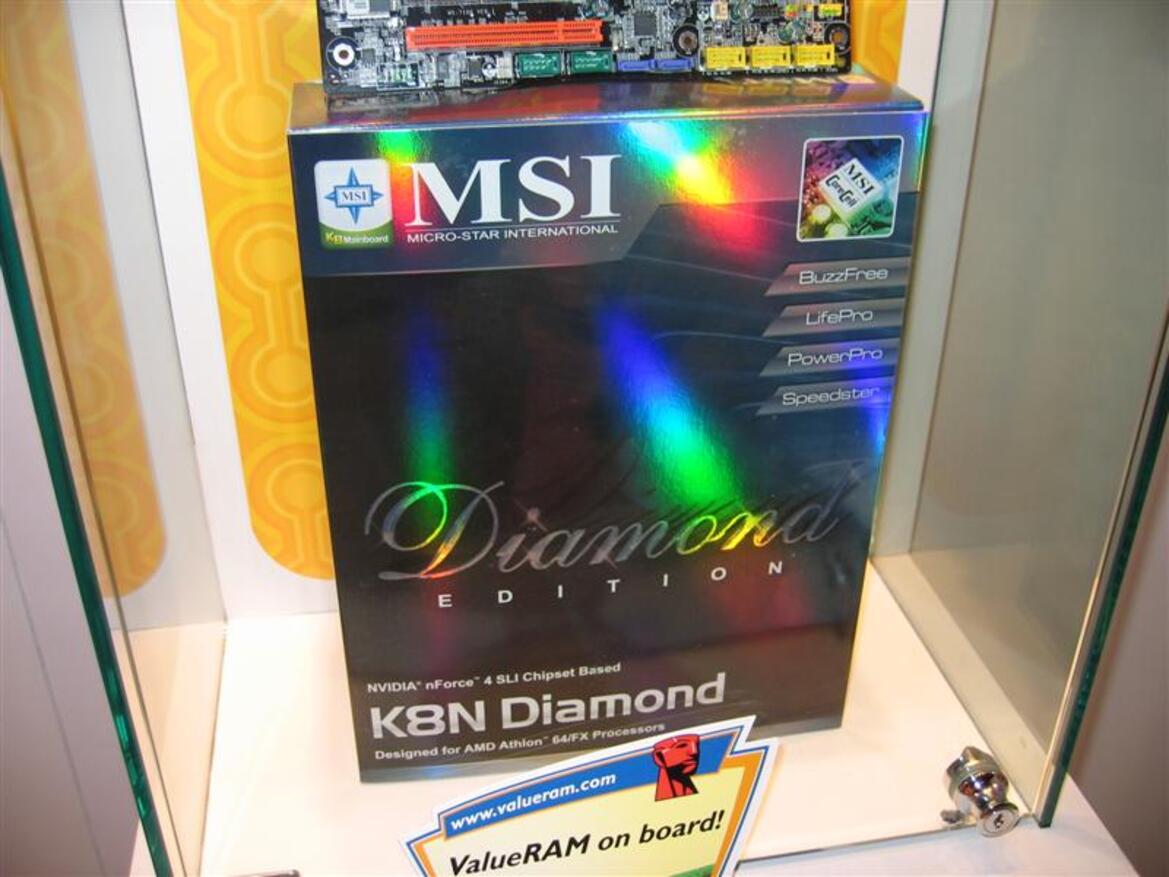 MSI
K8 Mainboard
MSI
MICRO-STAR INTERNATIONAL
MSI
CoreCell
BuzzFree
LifePro
PowerPro
Speedster
Diamond
EDITION
NVIDIA® nForce™ 4 SLI Chipset Based
K8N Diamond
Designed for AMD Athlon™ 64/FX Processors
www.valueram.com
ValueRAM on board!